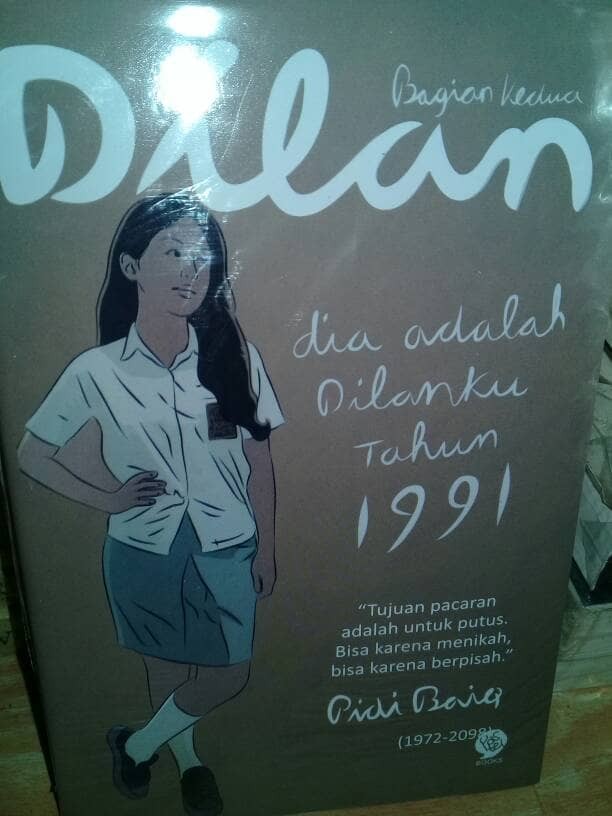 Bagian Kedua
Dilan
dia adalah
Dilanku
Tahun
1991
“Tujuan pacaran
adalah untuk putus.
Bisa karena menikah,
bisa karena berpisah.”
Pidi Baiq
(1972-2098)
BOOKS